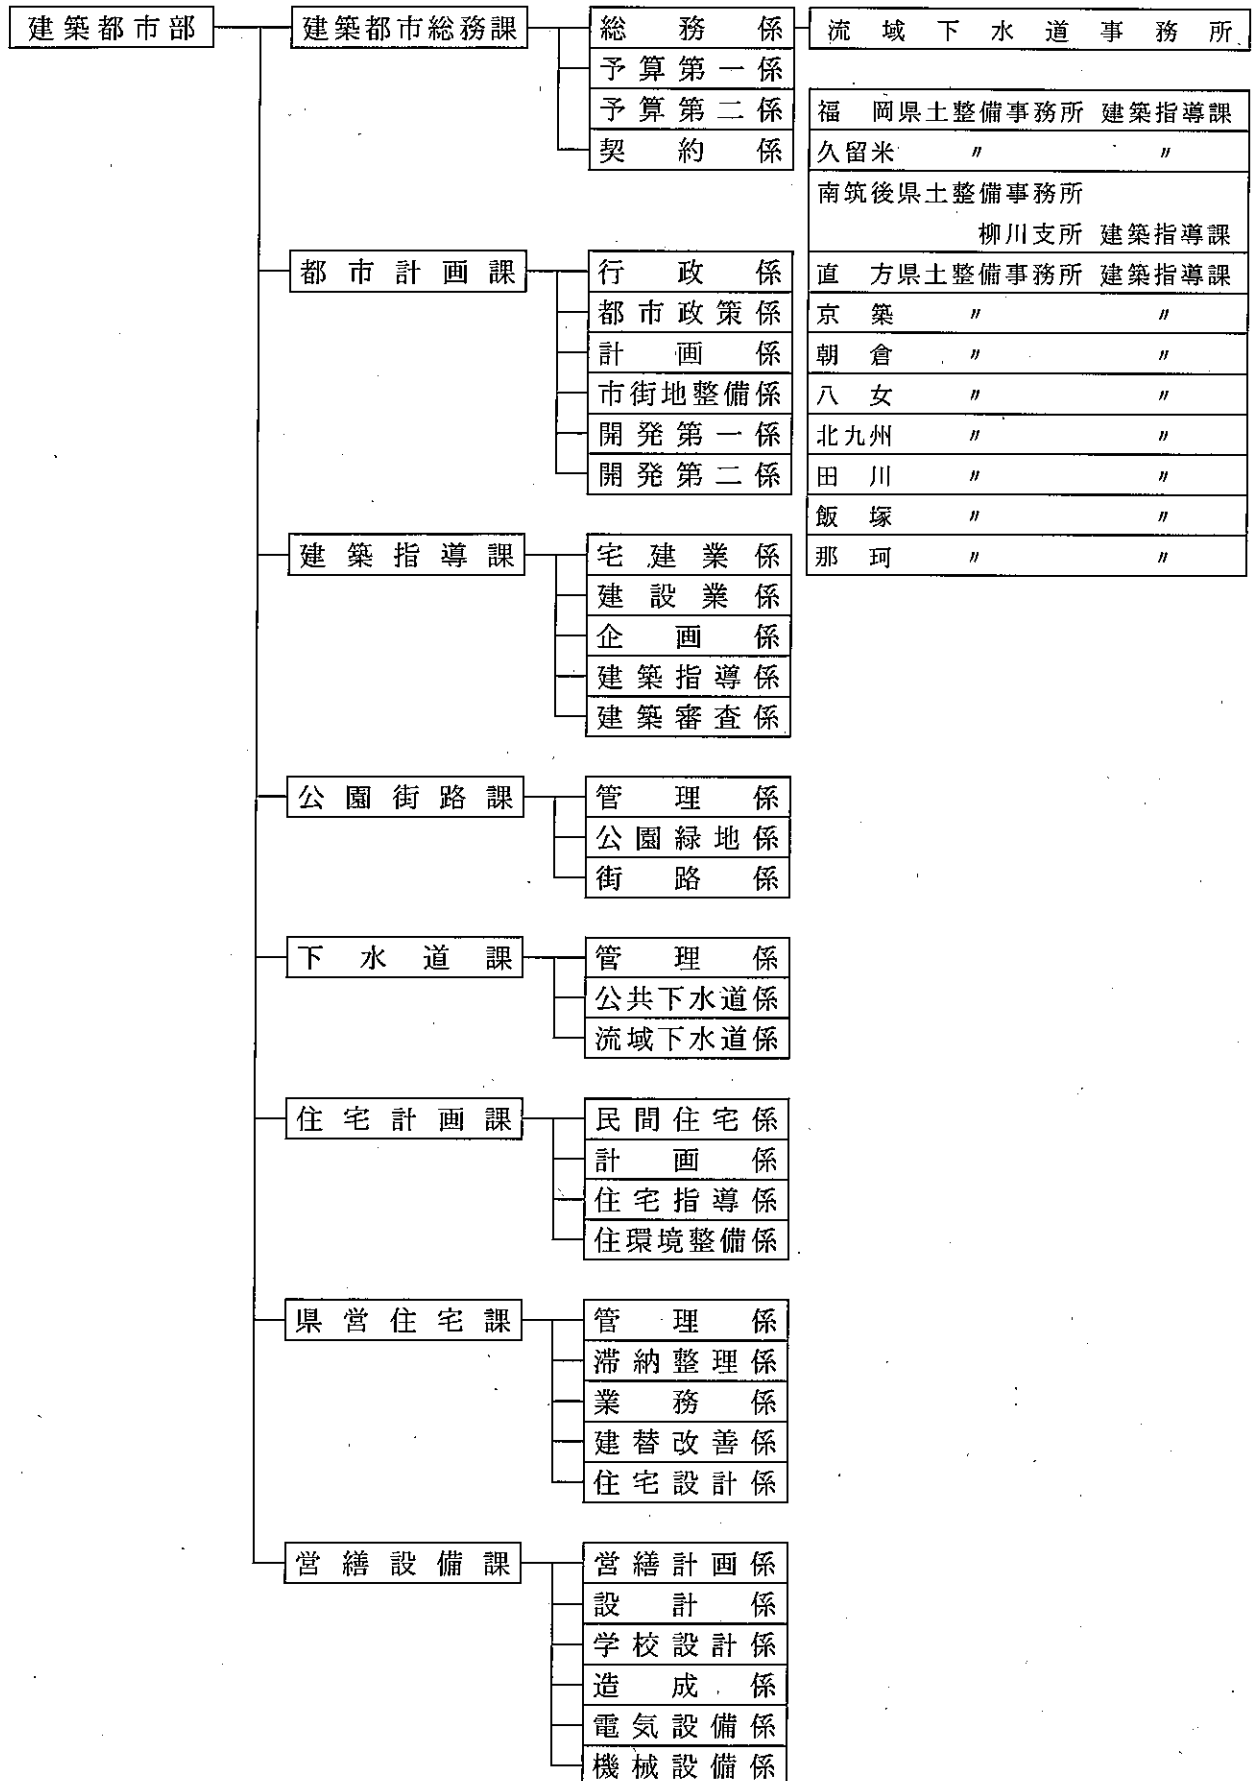 建築都市部
建築都市総務課
総務係
流域下水道事務所
予算第一係
予算第二係
契約係
福岡県土整備事務所 建築指導課
久留米 〃 〃
南筑後県土整備事務所
柳川支所 建築指導課
直方県土整備事務所 建築指導課
京築 〃 〃
朝倉 〃 〃
八女 〃 〃
北九州 〃 〃
田川 〃 〃
飯塚 〃 〃
那珂 〃 〃
都市計画課
行政係
都市政策係
計画係
市街地整備係
開発第一係
開発第二係
建築指導課
宅建業係
建設業係
企画係
建築指導係
建築審査係
公園街路課
管理係
公園緑地係
街路係
下水道課
管理係
公共下水道係
流域下水道係
住宅計画課
民間住宅係
計画係
住宅指導係
住環境整備係
県営住宅課
管理係
滞納整理係
業務係
建替改善係
住宅設計係
営繕設備課
営繕計画係
設計係
学校設計係
造成係
電気設備係
機械設備係